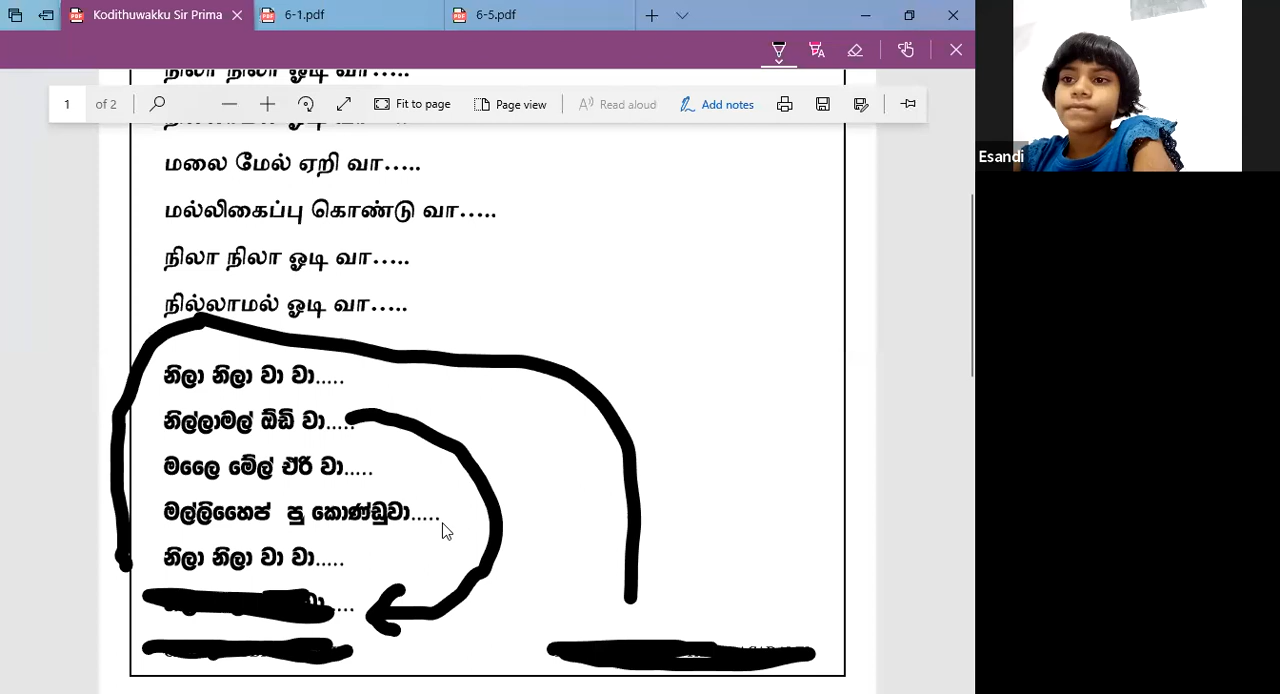 Kodithuwakku Sir Prima
6-1.pdf
6-5.pdf
1 of 2
Fit to page
Page view
Read aloud
Add notes
நிலா நிலா ஓடி வா…..
மலை மேல் ஏறி வா…..
மல்லிகைப்பு கொண்டு வா…..
நிலா நிலா ஓடி வா…..
நில்லாமல் ஓடி வா…..
නිලා නිලා වා වා.....
නිල්ලාමල් ඕඩි වා.....
මලෛ මේල් ඒරි වා.....
මල්ලිහෛප් පු කොණ්ඩුවා.....
නිලා නිලා වා වා.....
Esandi